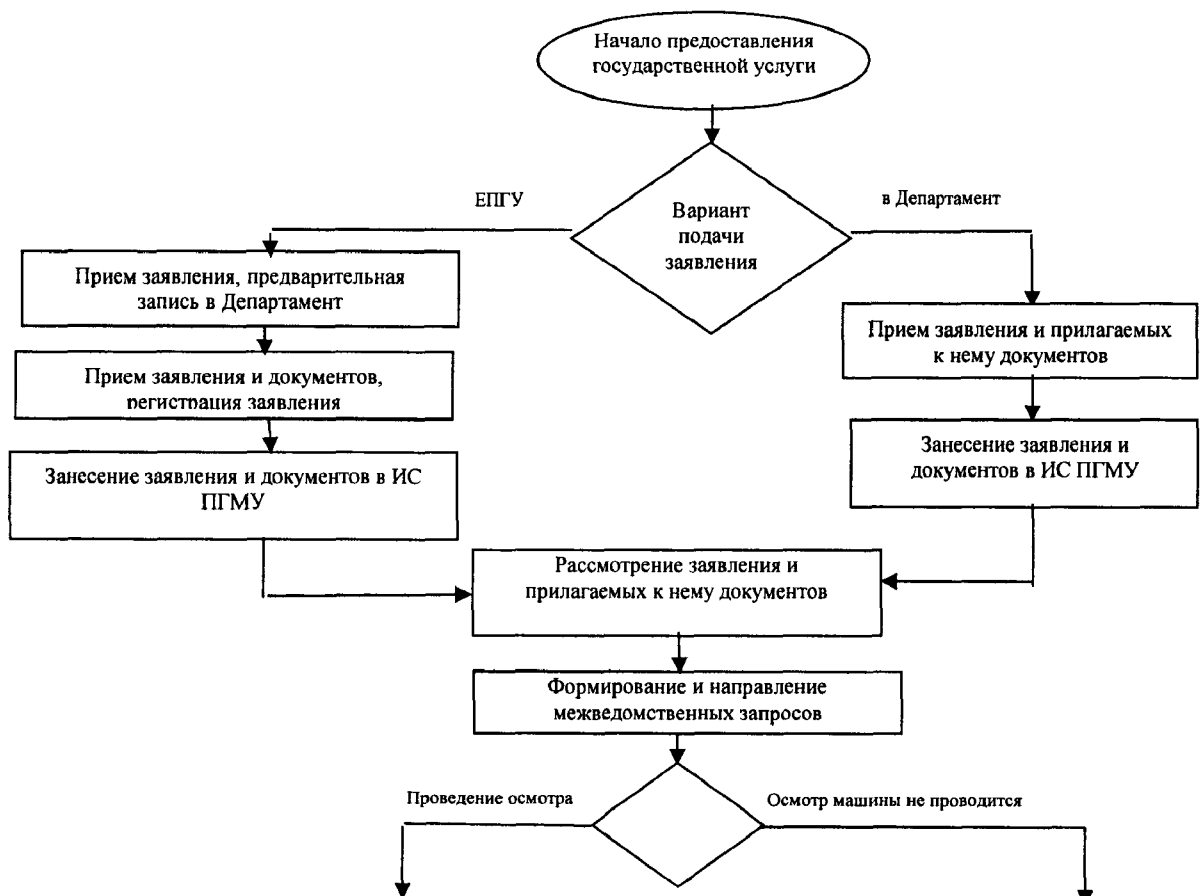 Начало предоставления
государственной услуги
ЕПГУ
в Департамент
Вариант
подачи
заявления
Прием заявления, предварительная
запись в Департамент
Прием заявления и прилагаемых
к нему документов
Прием заявления и документов,
регистрация заявления
Занесение заявления и
документов в ИС ПГМУ
Занесение заявления и документов в ИС
ПГМУ
Рассмотрение заявления и
прилагаемых к нему документов
Формирование и направление
межведомственных запросов
Проведение осмотра
Осмотр машины не проводится